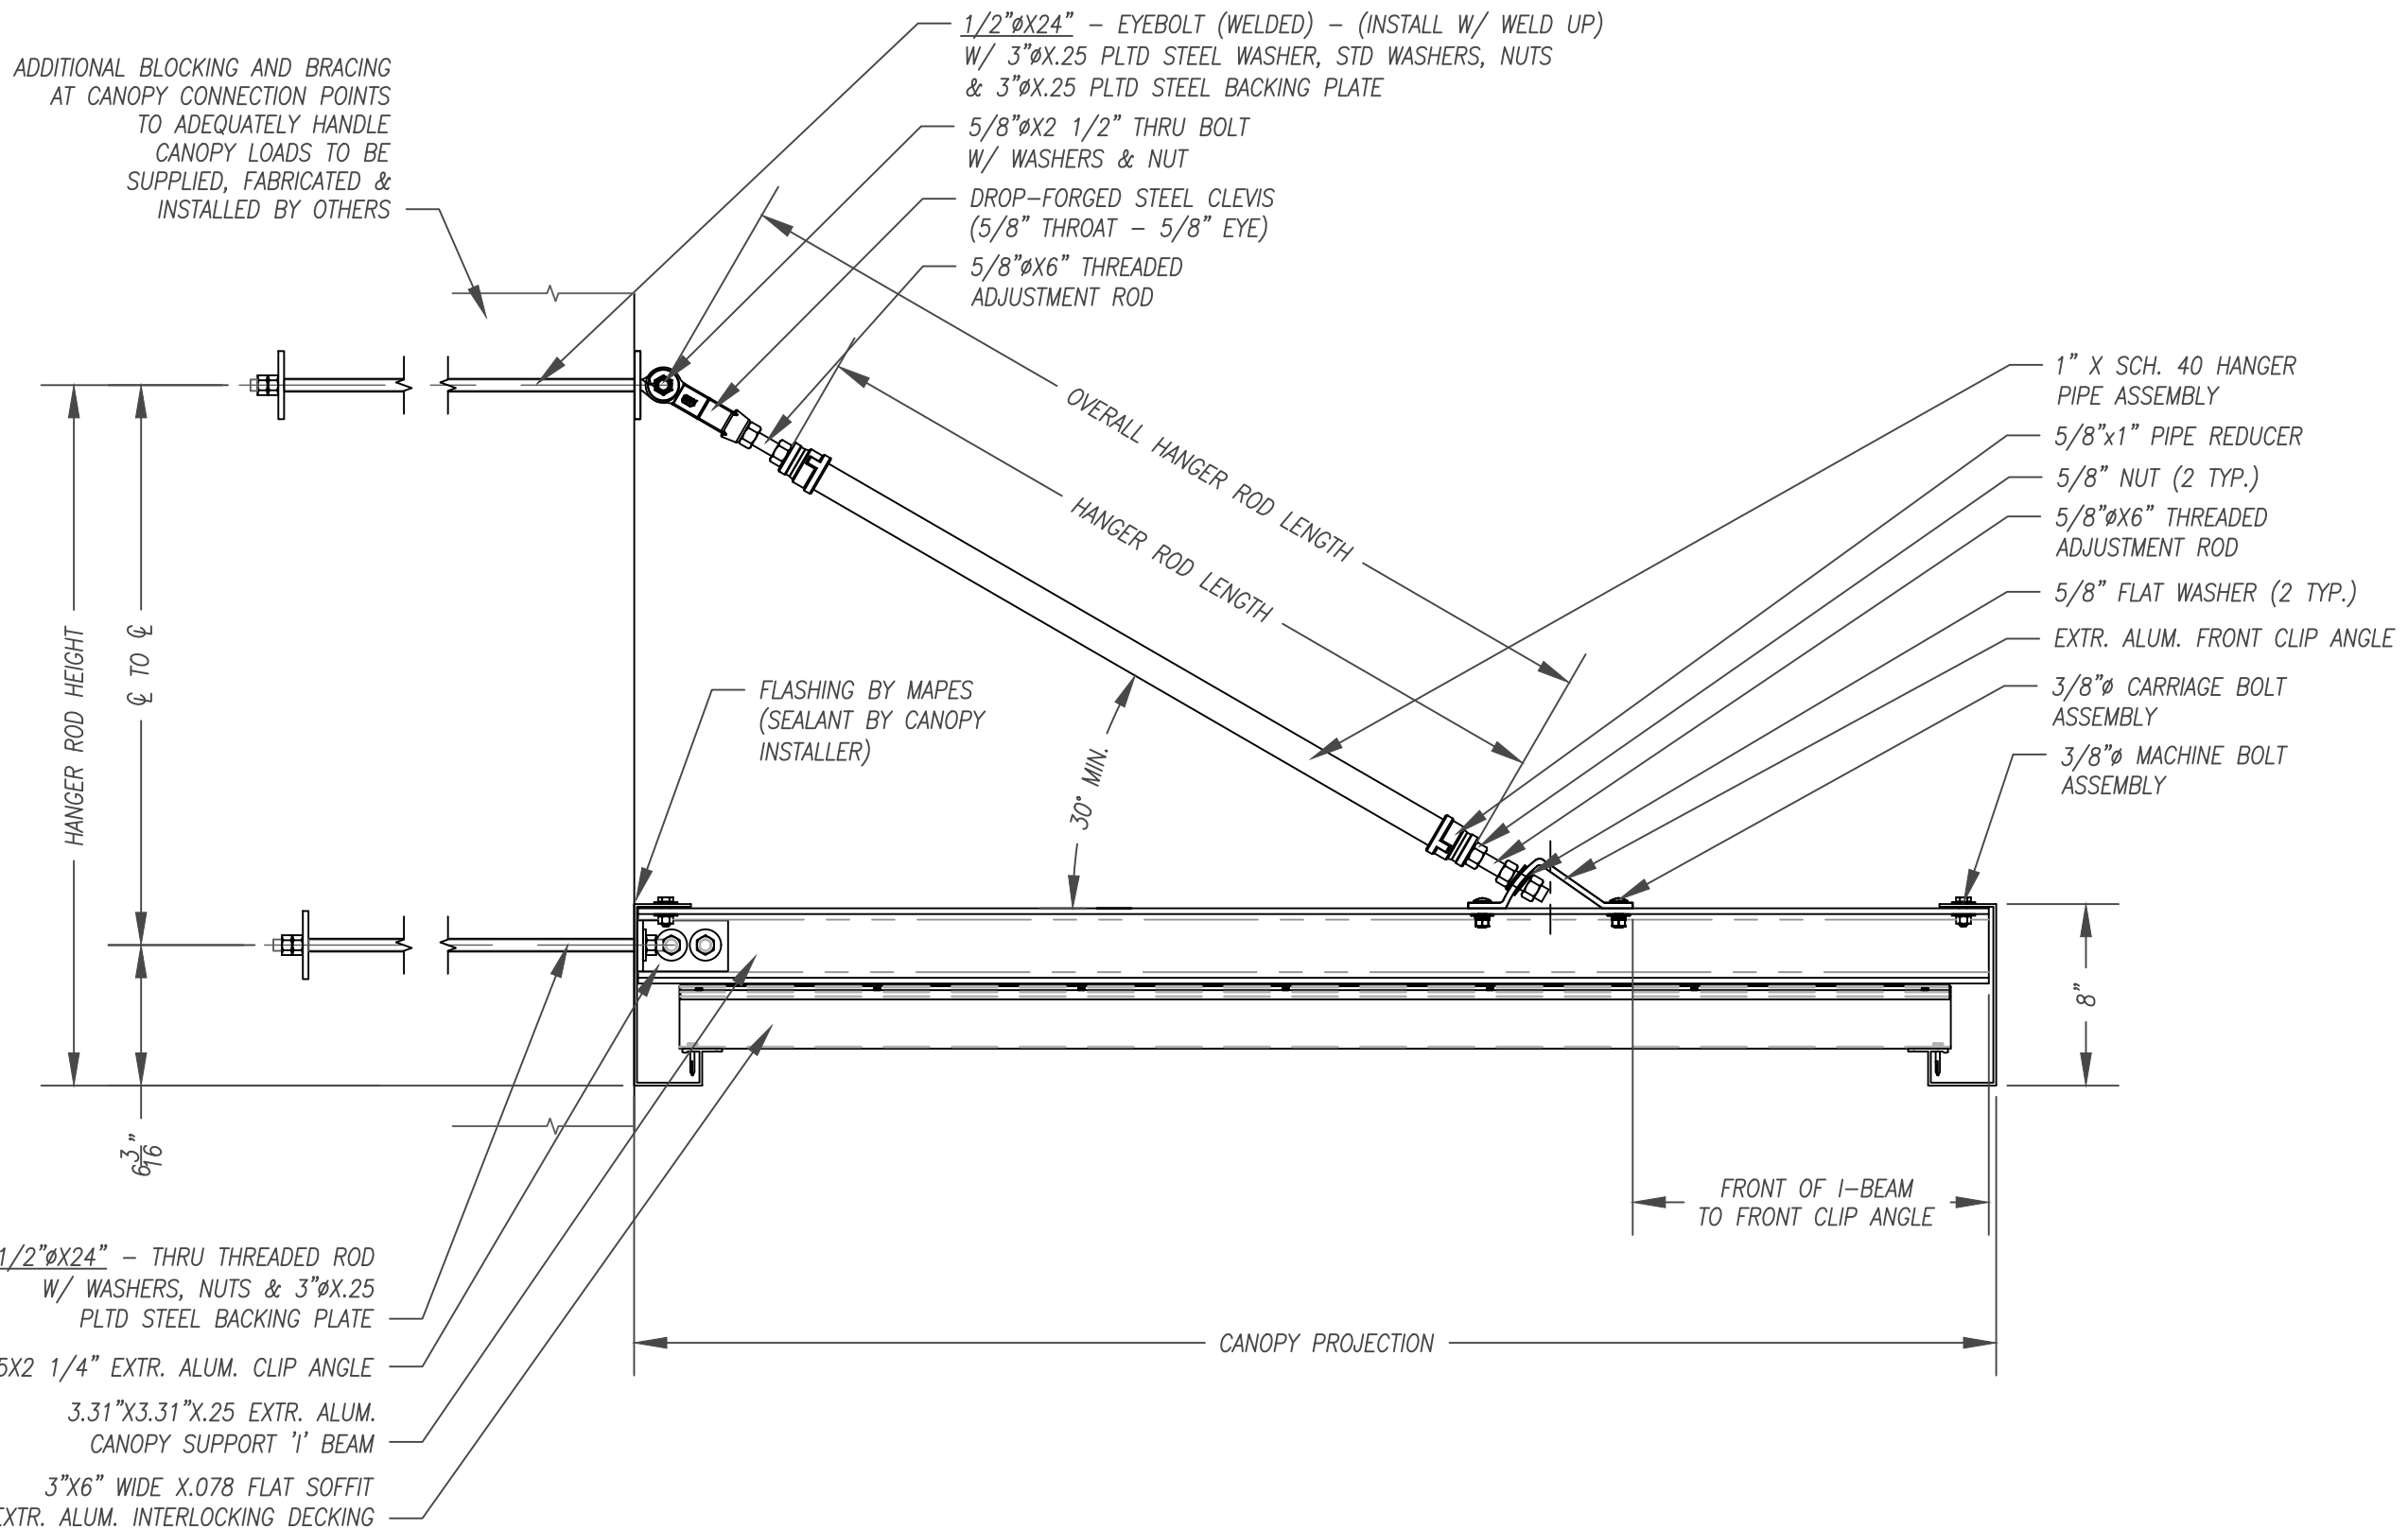 ADDITIONAL BLOCKING AND BRACING
AT CANOPY CONNECTION POINTS
TO ADEQUATELY HANDLE
CANOPY LOADS TO BE
SUPPLIED, FABRICATED &
INSTALLED BY OTHERS
1/2"øX24" – EYEBOLT (WELDED) – (INSTALL W/ WELD UP)
W/ 3"øX.25 PLTD STEEL WASHER, STD WASHERS, NUTS
& 3"øX.25 PLTD STEEL BACKING PLATE
5/8"øX2 1/2" THRU BOLT
W/ WASHERS & NUT
DROP-FORGED STEEL CLEVIS
(5/8" THROAT – 5/8" EYE)
5/8"øX6" THREADED
ADJUSTMENT ROD
OVERALL HANGER ROD LENGTH
HANGER ROD LENGTH
1" X SCH. 40 HANGER
PIPE ASSEMBLY
5/8"x1" PIPE REDUCER
5/8" NUT (2 TYP.)
5/8"øX6" THREADED
ADJUSTMENT ROD
5/8" FLAT WASHER (2 TYP.)
EXTR. ALUM. FRONT CLIP ANGLE
3/8"ø CARRIAGE BOLT
ASSEMBLY
3/8"ø MACHINE BOLT
ASSEMBLY
HANGER ROD HEIGHT
℄ TO ℄
FLASHING BY MAPES
(SEALANT BY CANOPY
INSTALLER)
30° MIN.
8"
6 3/16"
FRONT OF I-BEAM
TO FRONT CLIP ANGLE
CANOPY PROJECTION
1/2"øX24" – THRU THREADED ROD
W/ WASHERS, NUTS & 3"øX.25
PLTD STEEL BACKING PLATE
5X2 1/4" EXTR. ALUM. CLIP ANGLE
3.31"X3.31"X.25 EXTR. ALUM.
CANOPY SUPPORT 'I' BEAM
3"X6" WIDE X.078 FLAT SOFFIT
EXTR. ALUM. INTERLOCKING DECKING